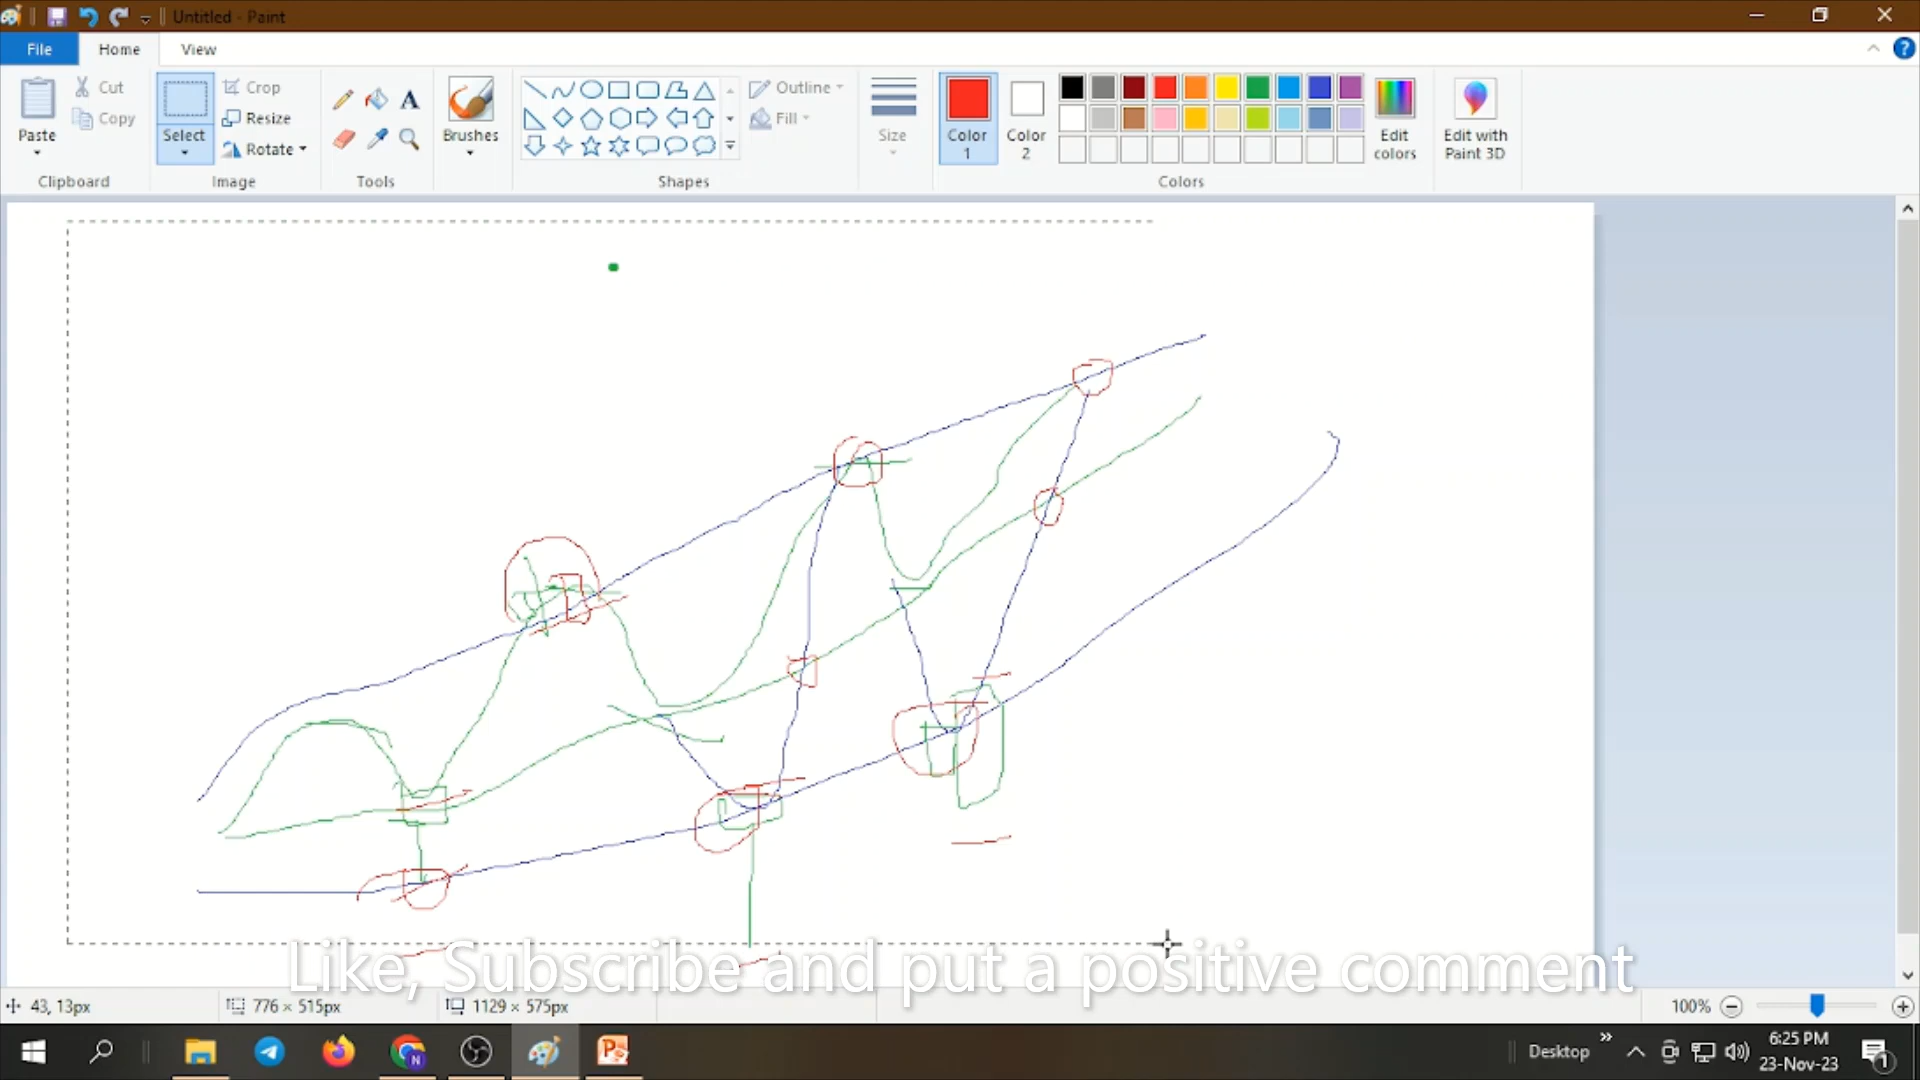 Untitled - Paint
File
Home
View
Paste
Cut
Copy
Clipboard
Select
Crop
Resize
Rotate
Image
A
Tools
Brushes
Shapes
Outline
Fill
Size
Color
1
Color
2
Colors
Edit
colors
Edit with
Paint 3D
Like, Subscribe and put a positive comment
43, 13px
776 × 515px
1129 × 575px
100%
N
P
Desktop
6:25 PM
23-Nov-23
1